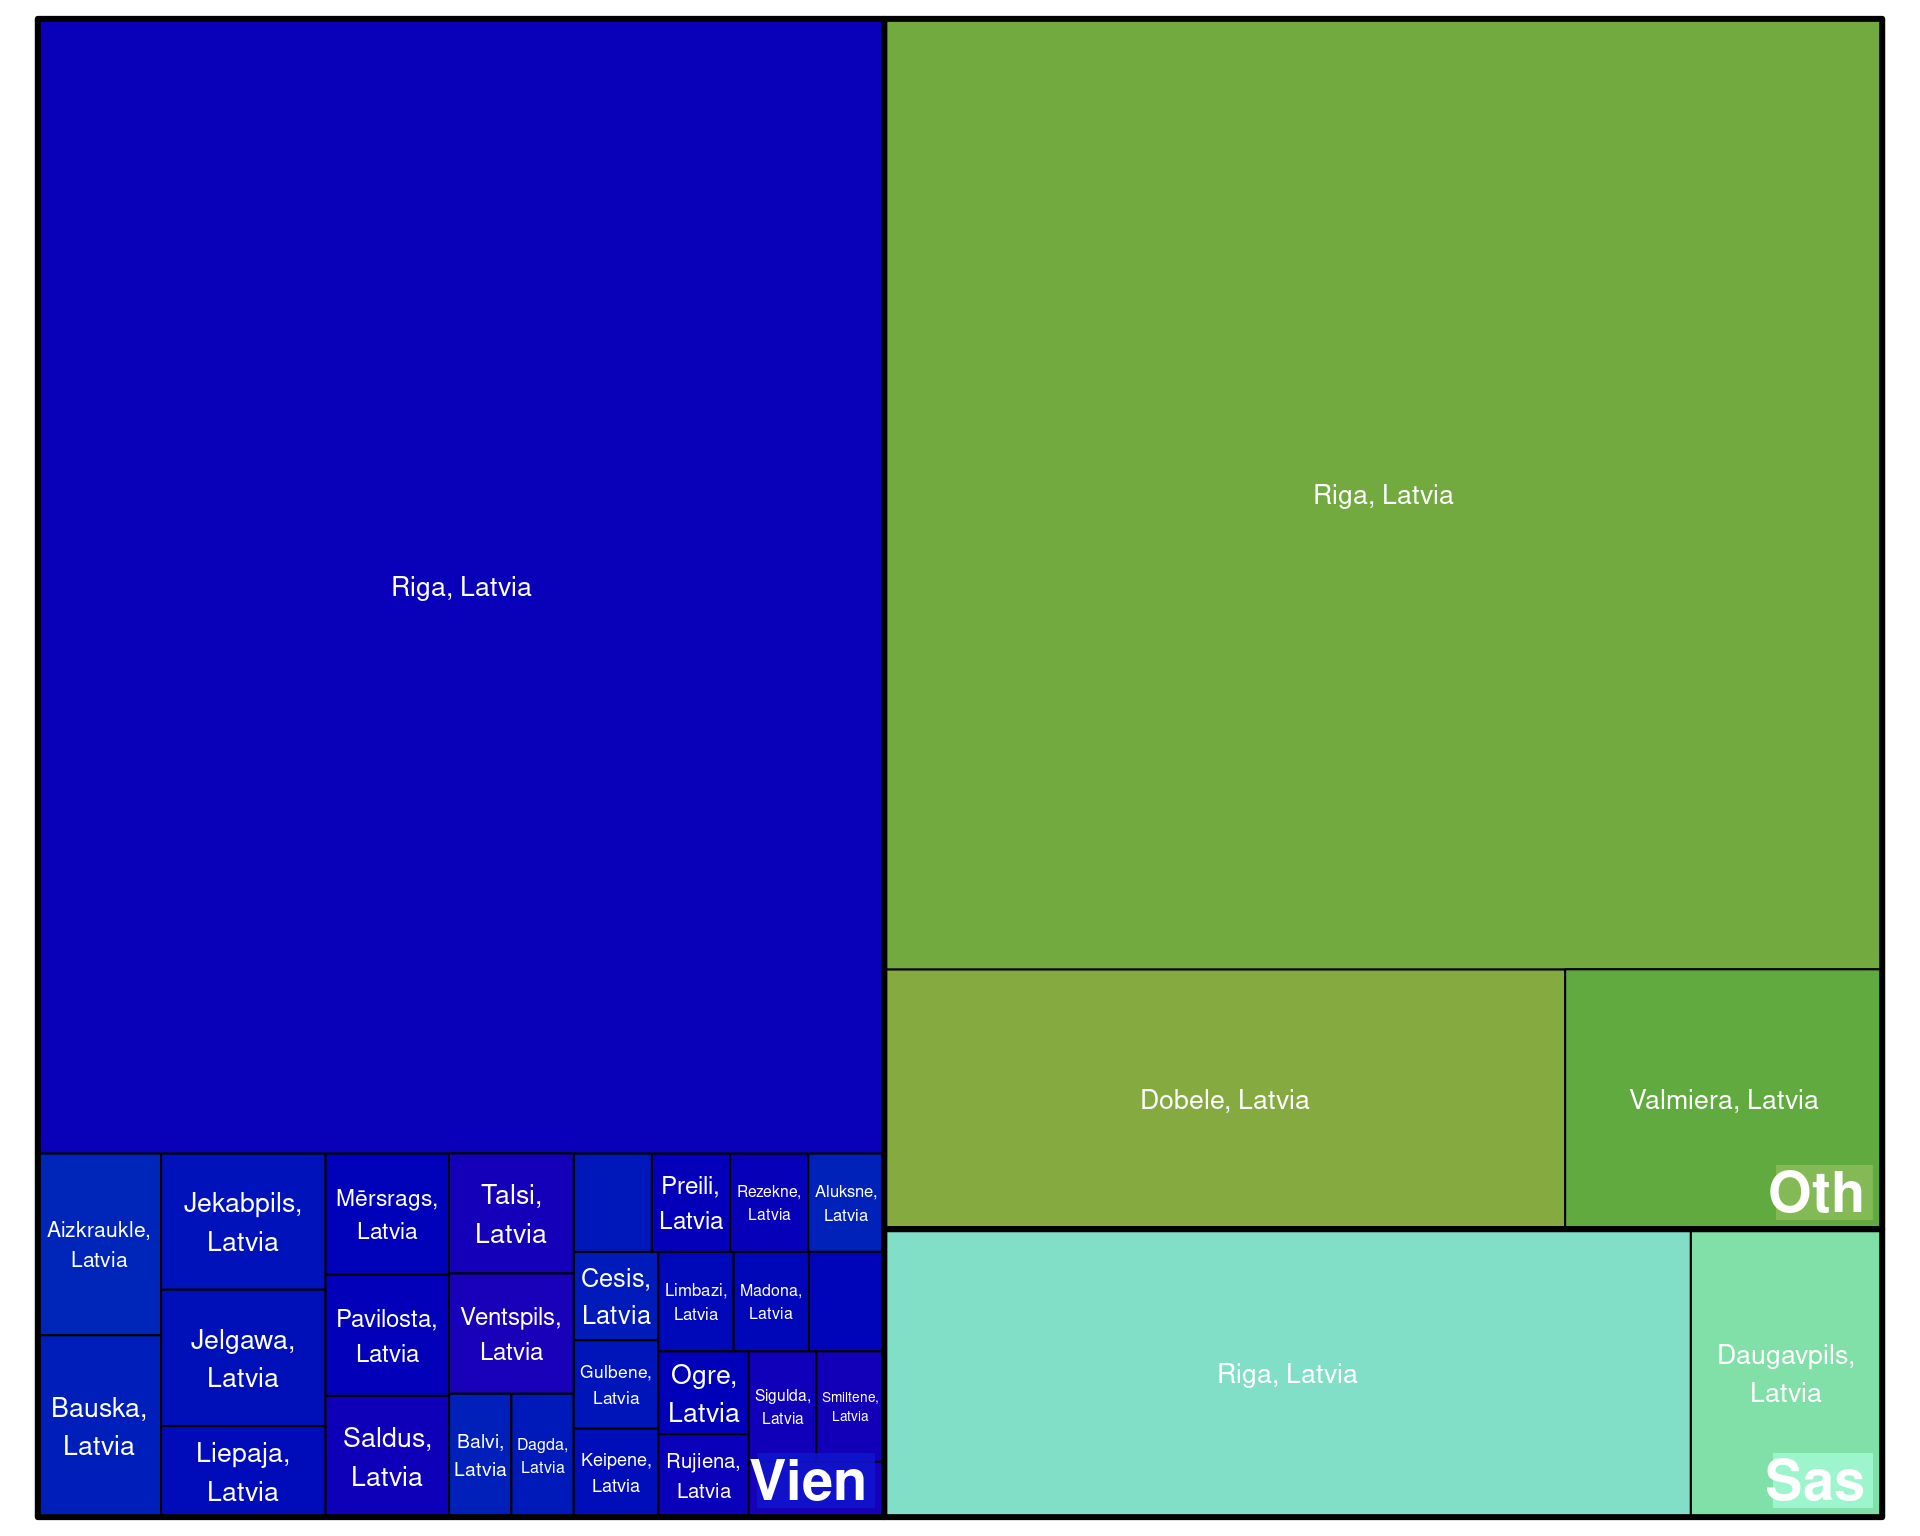 Riga, Latvia
Aizkraukle,
Latvia
Bauska,
Latvia
Jekabpils,
Latvia
Jelgawa,
Latvia
Liepaja,
Latvia
Mērsrags,
Latvia
Pavilosta,
Latvia
Saldus,
Latvia
Talsi,
Latvia
Ventspils,
Latvia
Balvi,
Latvia
Dagda,
Latvia
Cesis,
Latvia
Gulbene,
Latvia
Keipene,
Latvia
Preili,
Latvia
Rezekne,
Latvia
Aluksne,
Latvia
Limbazi,
Latvia
Madona,
Latvia
Ogre,
Latvia
Rujiena,
Latvia
Sigulda,
Latvia
Smiltene,
Latvia
Vien
Riga, Latvia
Dobele, Latvia
Valmiera, Latvia
Oth
Riga, Latvia
Daugavpils,
Latvia
Sas